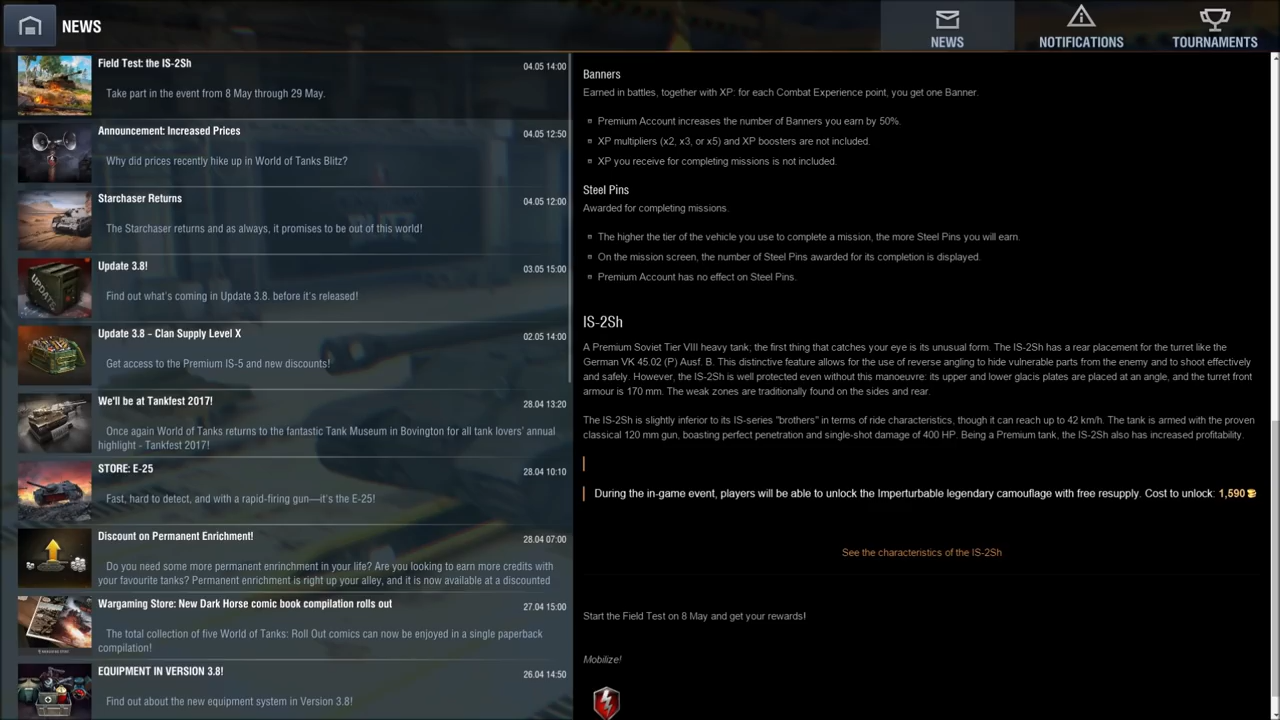 NEWS
NEWS
NOTIFICATIONS
TOURNAMENTS
Field Test: the IS-2Sh
04.05 14:00
Take part in the event from 8 May through 29 May.
Announcement: Increased Prices
04.05 12:50
Why did prices recently hike up in World of Tanks Blitz?
Starchaser Returns
04.05 12:00
The Starchaser returns and as always, it promises to be out of this world!
Update 3.8!
03.05 15:00
Find out what's coming in Update 3.8. before it's released!
Update 3.8 – Clan Supply Level X
02.05 14:00
Get access to the Premium IS-5 and new discounts!
We'll be at Tankfest 2017!
28.04 13:20
Once again World of Tanks returns to the fantastic Tank Museum in Bovington for all tank lovers' annual
highlight - Tankfest 2017!
STORE: E-25
28.04 10:10
Fast, hard to detect, and with a rapid-firing gun—it's the E-25!
Discount on Permanent Enrichment!
28.04 07:00
Do you need some more permanent enrinchment in your life? Are you looking to earn more credits with
your favourite tanks? Permanent enrichment is right up your alley, and it is now available at a discounted
Wargaming Store: New Dark Horse comic book compilation rolls out
27.04 15:00
The total collection of five World of Tanks: Roll Out comics can now be enjoyed in a single paperback
compilation!
EQUIPMENT IN VERSION 3.8!
26.04 14:50
Find out about the new equipment system in Version 3.8!
Banners
Earned in battles, together with XP: for each Combat Experience point, you get one Banner.
Premium Account increases the number of Banners you earn by 50%.
XP multipliers (x2, x3, or x5) and XP boosters are not included.
XP you receive for completing missions is not included.
Steel Pins
Awarded for completing missions.
The higher the tier of the vehicle you use to complete a mission, the more Steel Pins you will earn.
On the mission screen, the number of Steel Pins awarded for its completion is displayed.
Premium Account has no effect on Steel Pins.
IS-2Sh
A Premium Soviet Tier VIII heavy tank; the first thing that catches your eye is its unusual form. The IS-2Sh has a rear placement for the turret like the
German VK 45.02 (P) Ausf. B. This distinctive feature allows for the use of reverse angling to hide vulnerable parts from the enemy and to shoot effectively
and safely. However, the IS-2Sh is well protected even without this manoeuvre: its upper and lower glacis plates are placed at an angle, and the turret front
armour is 170 mm. The weak zones are traditionally found on the sides and rear.
The IS-2Sh is slightly inferior to its IS-series "brothers" in terms of ride characteristics, though it can reach up to 42 km/h. The tank is armed with the proven
classical 120 mm gun, boasting perfect penetration and single-shot damage of 400 HP. Being a Premium tank, the IS-2Sh also has increased profitability.
During the in-game event, players will be able to unlock the Imperturbable legendary camouflage with free resupply. Cost to unlock: 1,590
See the characteristics of the IS-2Sh
Start the Field Test on 8 May and get your rewards!
Mobilize!